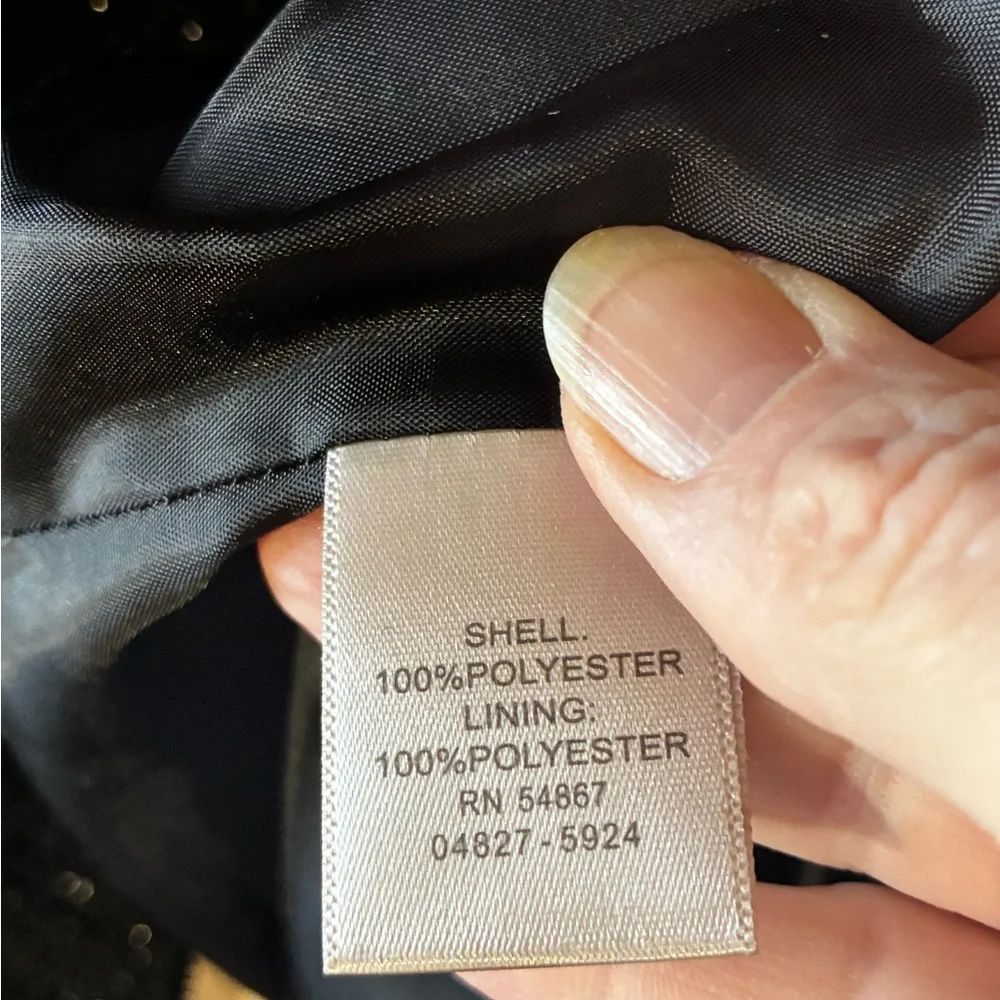 SHELL:
100%POLYESTER
LINING:
100%POLYESTER
RN 54867
04827-5924